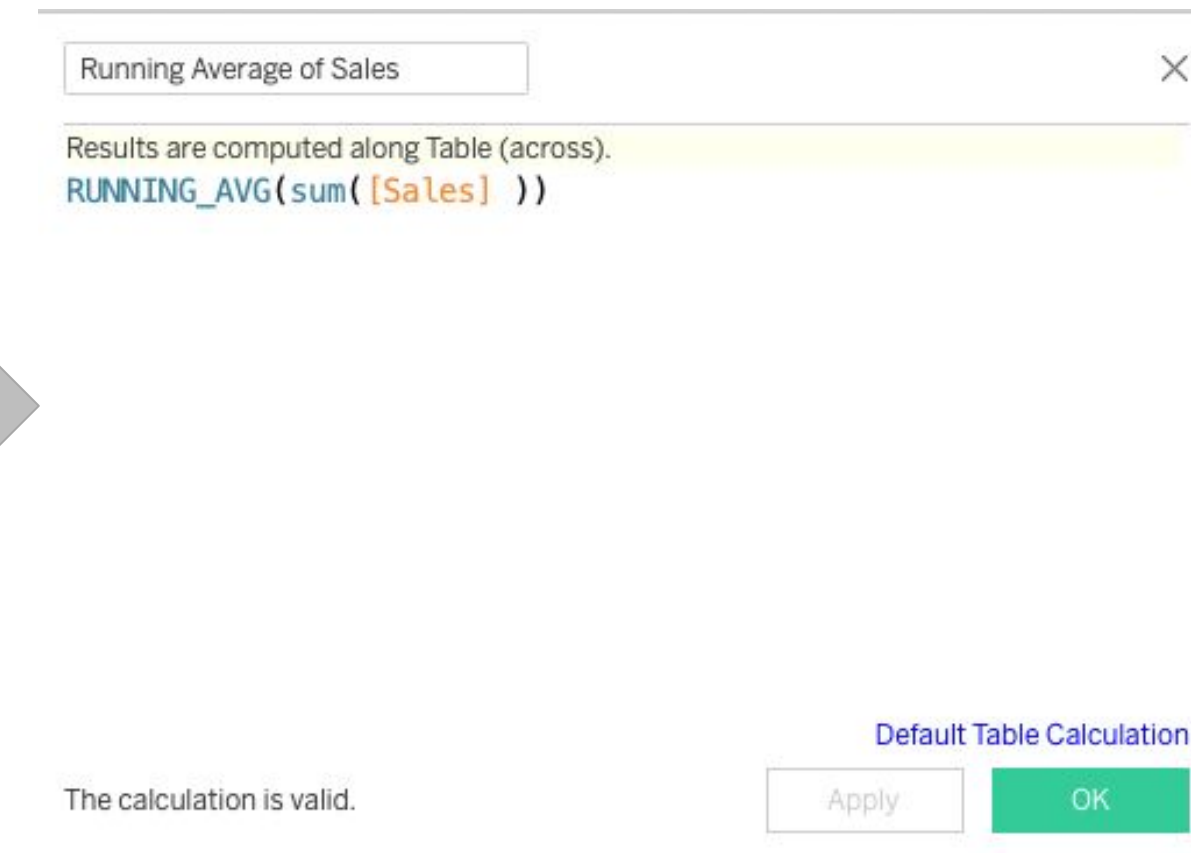 Running Average of Sales
Results are computed along Table (across).
RUNNING_AVG(sum([Sales] ))
Default Table Calculation
The calculation is valid.
Apply
OK